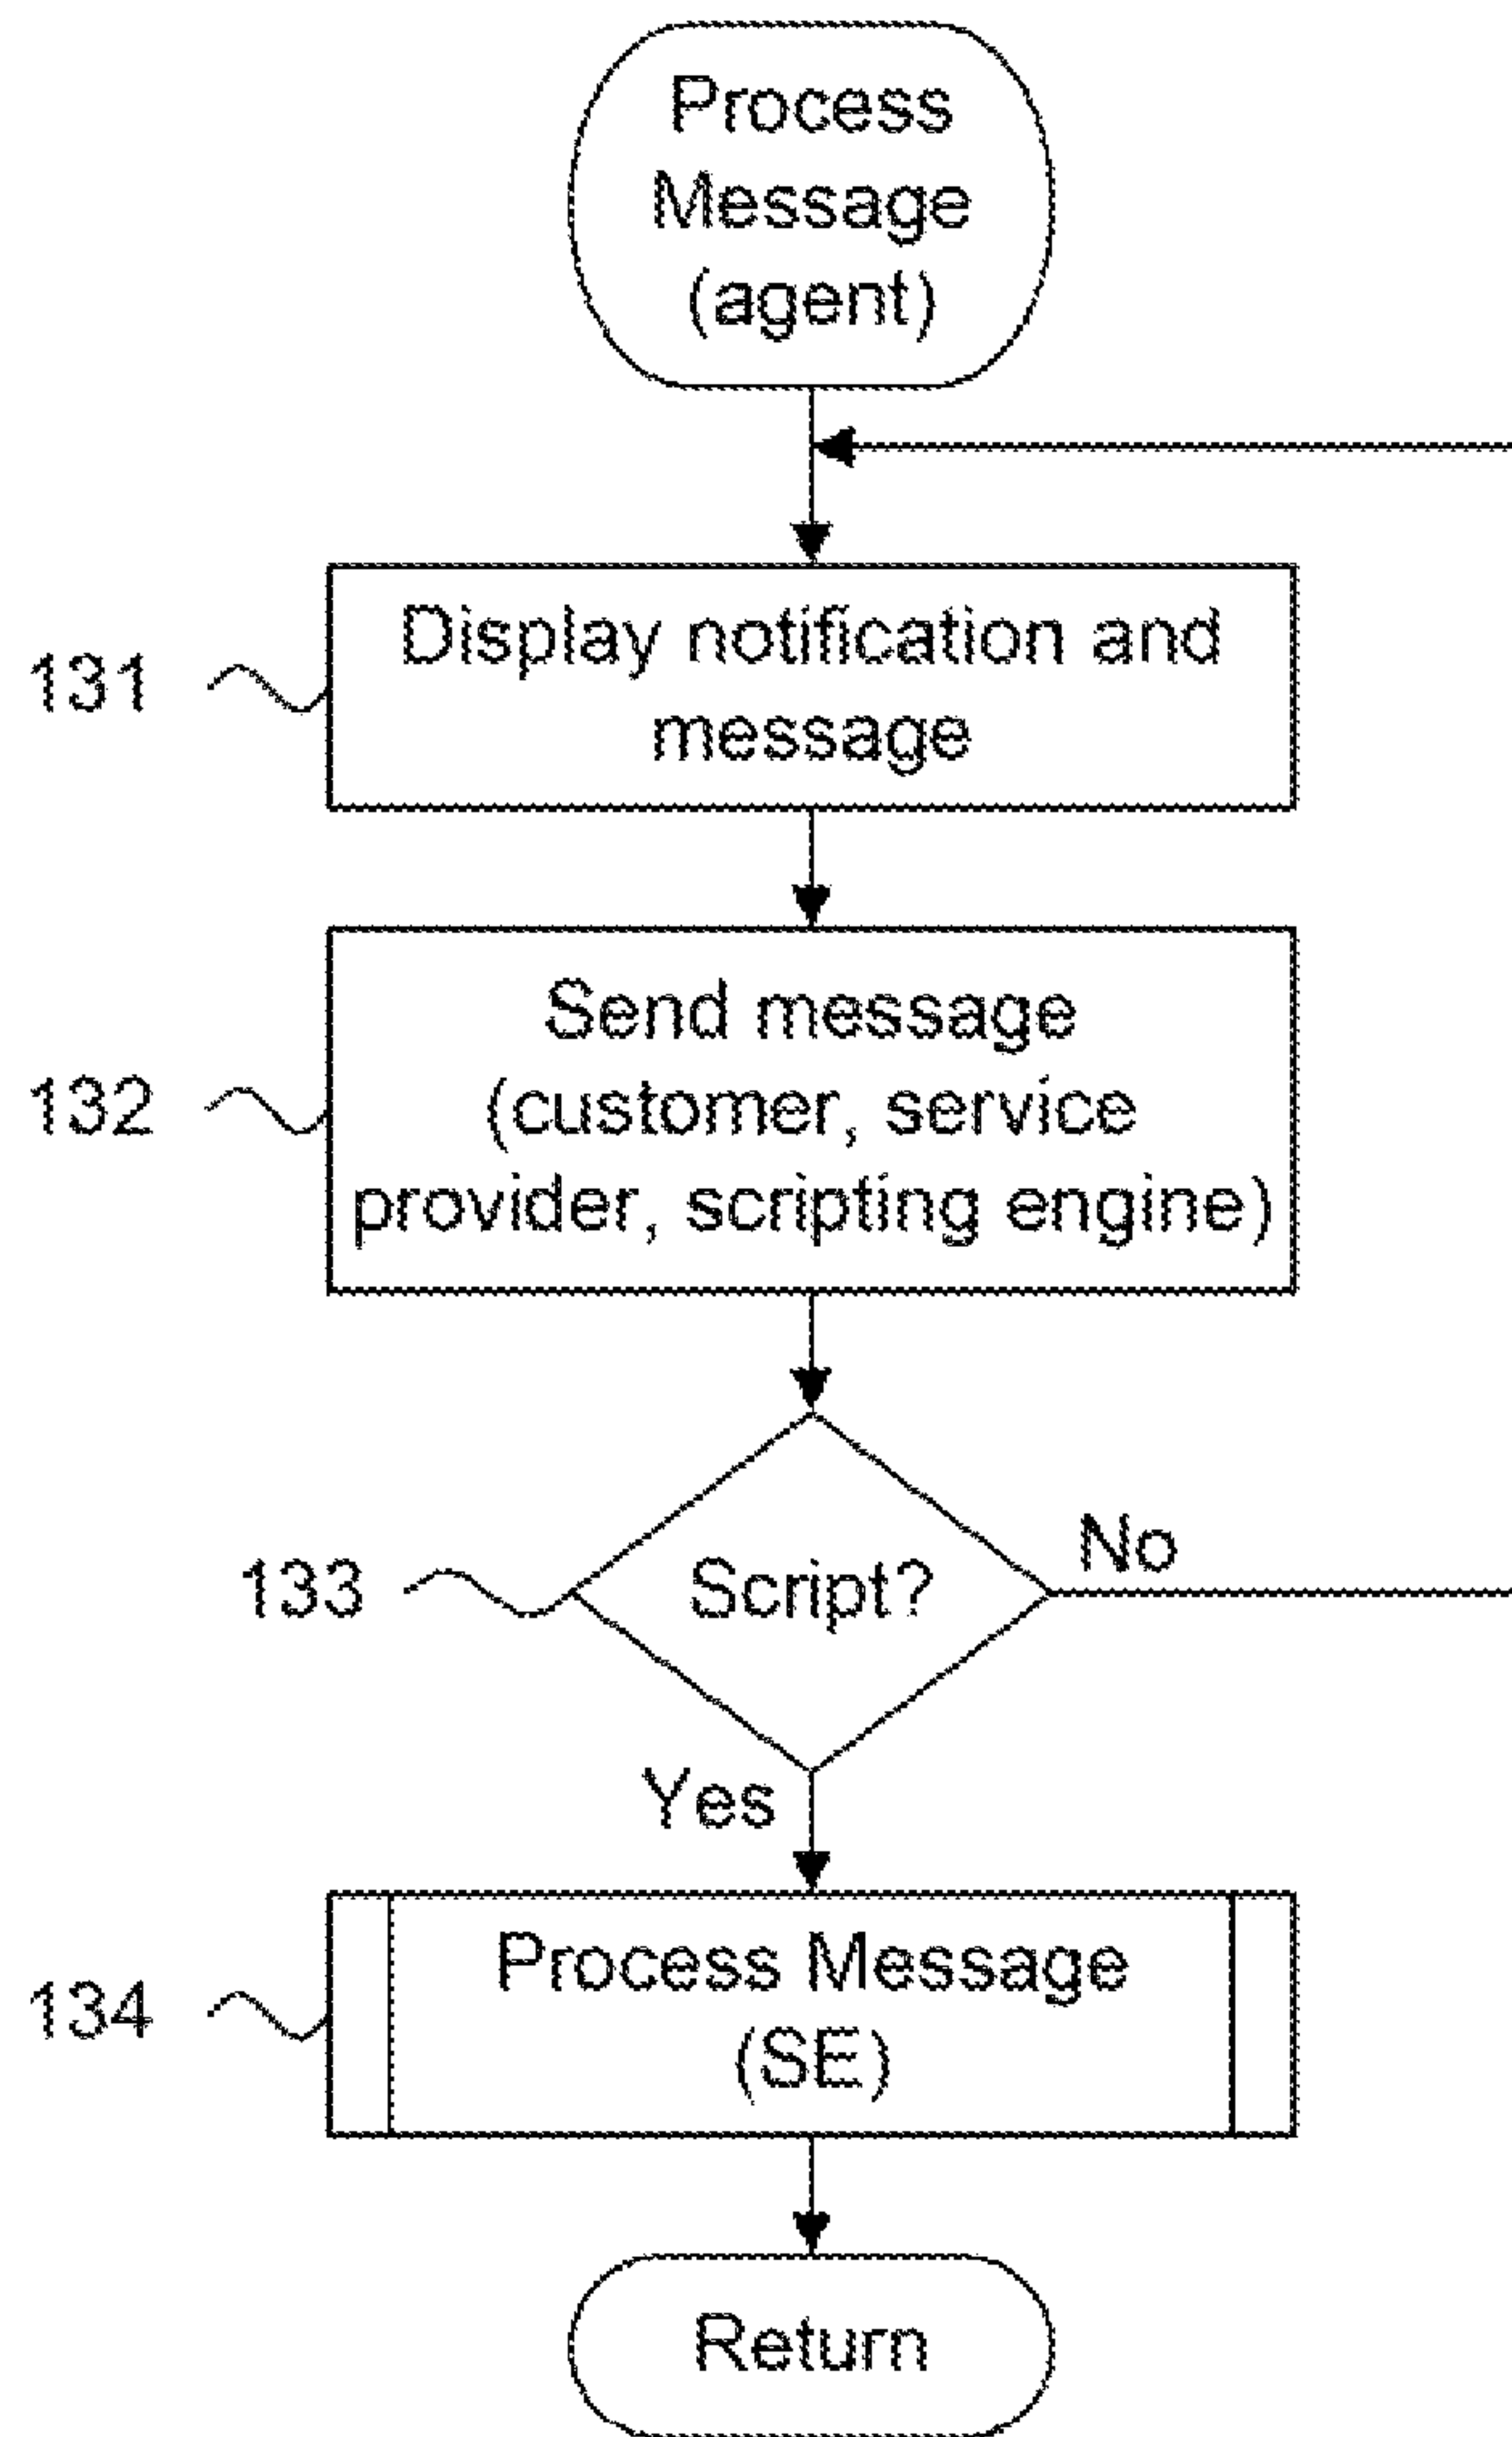 Process
Message
(agent)
131
Display notification and
message
132
Send message
(customer, service
provider, scripting engine)
133
Script?
No
Yes
134
Process Message
(SE)
Return